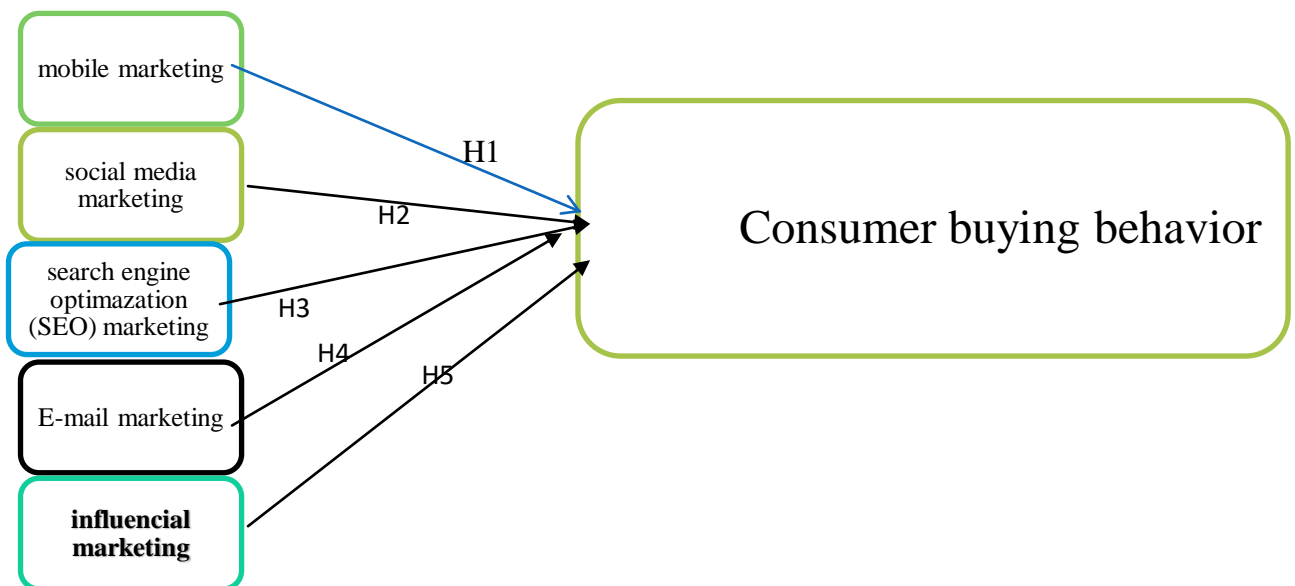 mobile marketing
H1
social media
marketing
H2
Consumer buying behavior
search engine
optimazation
(SEO) marketing
H3
H4
E-mail marketing
H5
influencial
marketing